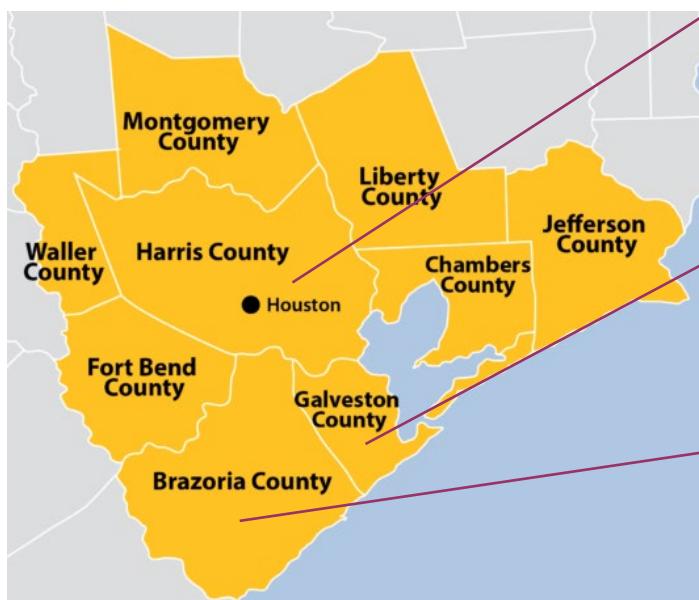 Montgomery
County
Liberty
County
Jefferson
County
Waller
County
Harris County
Chambers
County
Houston
Fort Bend
County
Galveston
County
Brazoria County